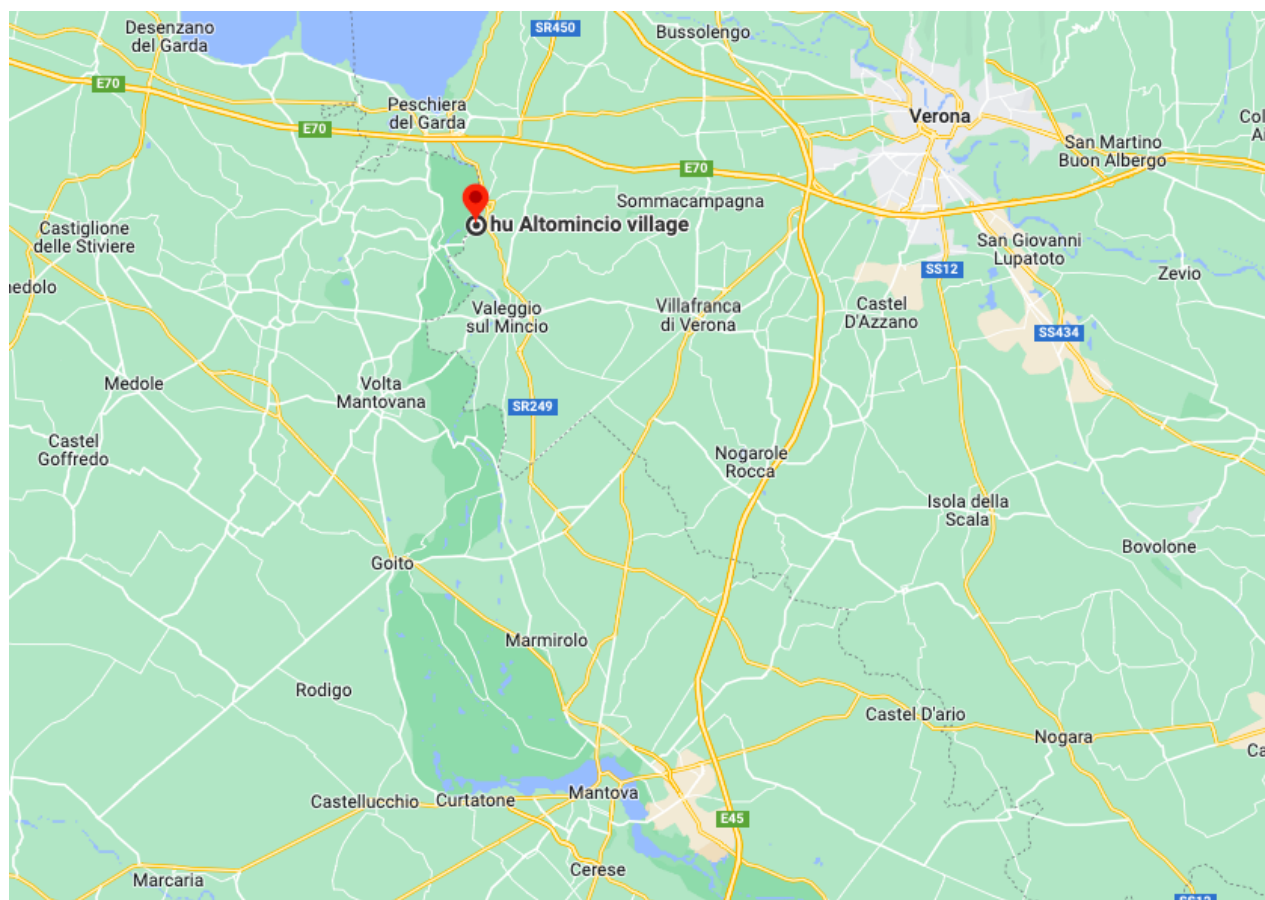 Desenzano
del Garda
SR450
Bussolengo
E70
Peschiera
del Garda
Verona
E70
San Martino
Buon Albergo
E70
Sommacampagna
hu Altomincio village
Castiglione
delle Stiviere
San Giovanni
Lupatoto
SS12
Zevio
Valeggio
sul Mincio
Villafranca
di Verona
Castel
D'Azzano
SS434
Medole
Volta
Mantovana
SR249
Castel
Goffredo
Nogarole
Rocca
Isola della
Scala
Bovolone
Goito
Marmirolo
Rodigo
Castel D'ario
Nogara
Castellucchio
Curtatone
Mantova
E45
Cerese
Marcaria